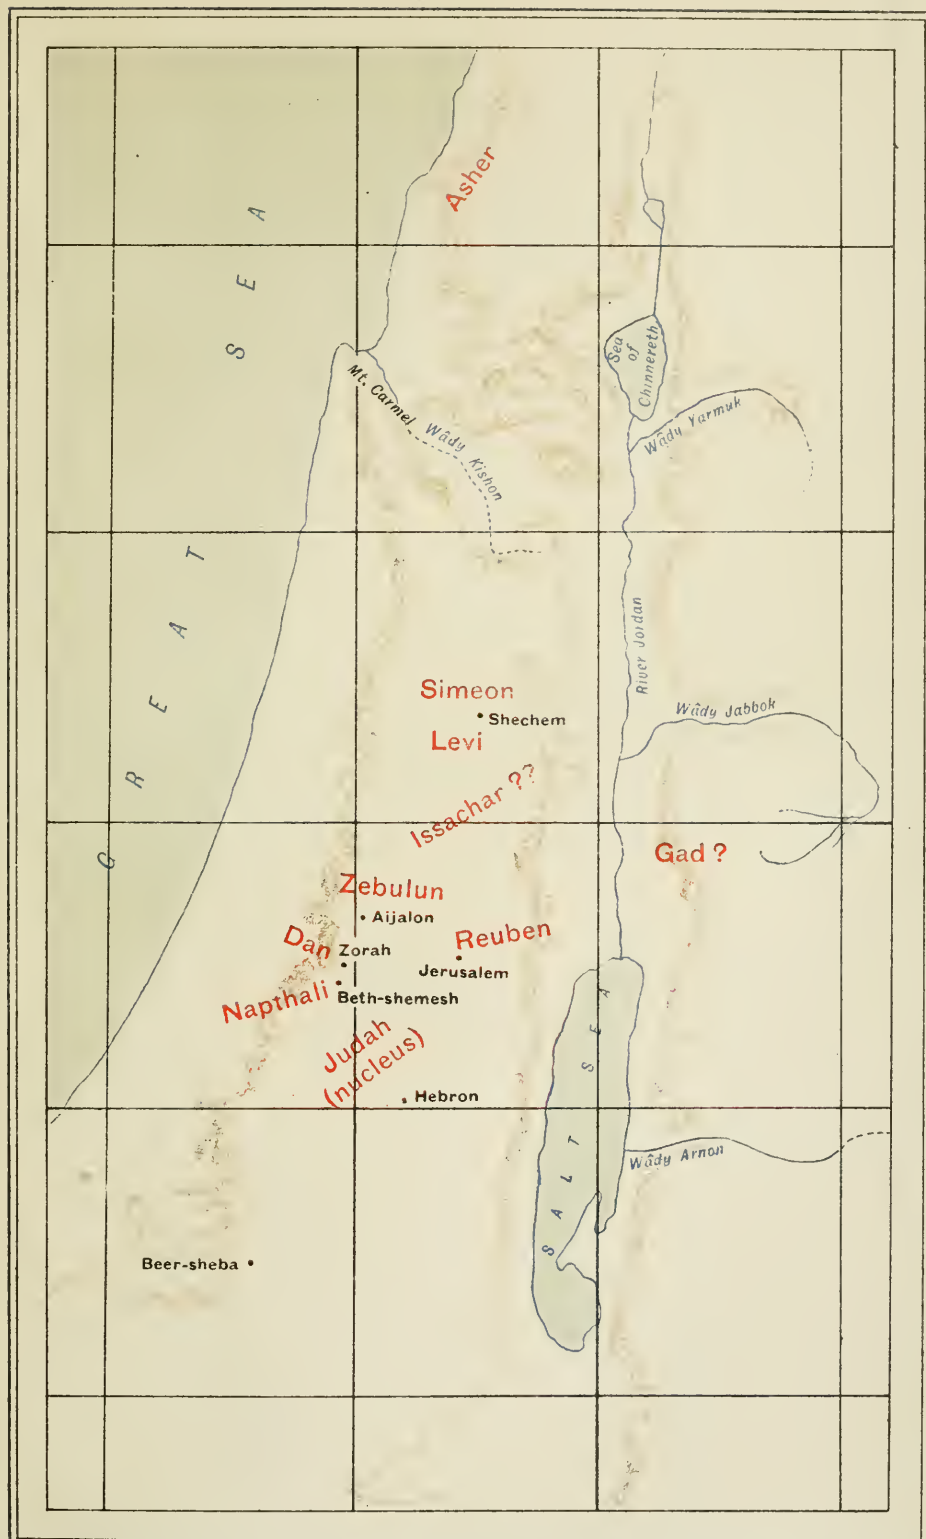 Asher
GREAT SEA
Sea of Chinnereth
Mt. Carmel
Wâdy Kishon
Wâdy Yarmuk
River Jordan
Simeon
Shechem
Levi
Wâdy Jabbok
Issachar ??
Gad ?
Zebulun
Aijalon
Dan
Zorah
Reuben
Jerusalem
Napthali
Beth-shemesh
Judah
(nucleus)
Hebron
SALT SEA
Wâdy Arnon
Beer-sheba